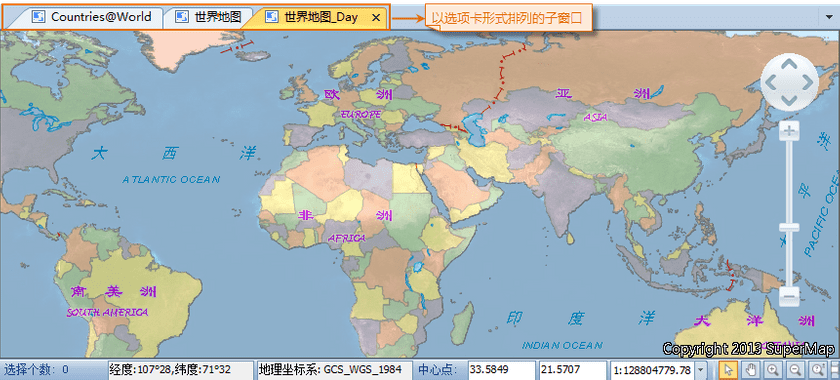 Countries@World 世界地图 世界地图_Day × 以选项卡形式排列的子窗口
欧 洲
EUROPE
亚 洲
ASIA
大 西 洋
ATLANTIC OCEAN
非 洲
AFRICA
太 平 洋
PACIFIC OCEAN
南 美 洲
SOUTH AMERICA
印 度 洋
INDIAN OCEAN
大 洋 洲
Copyright 2013 SuperMap
选择个数: 0 经度:107°28,纬度:71°32 地理坐标系: GCS_WGS_1984 中心点: 33.5849 21.5707 1:128804779.78